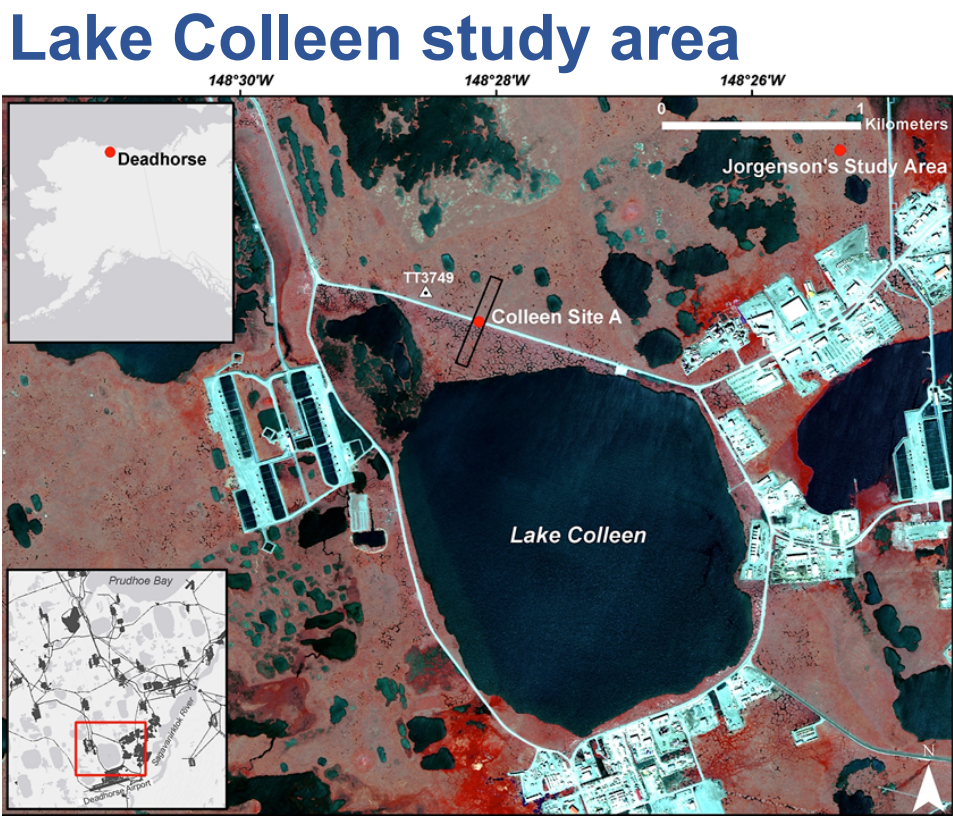 Lake Colleen study area
148°30'W
148°28'W
148°26'W
0
1
Kilometers
Deadhorse
Jorgenson's Study Area
TT3749
Colleen Site A
Lake Colleen
Prudhoe Bay
Sagavanirktok River
Deadhorse Airport
N